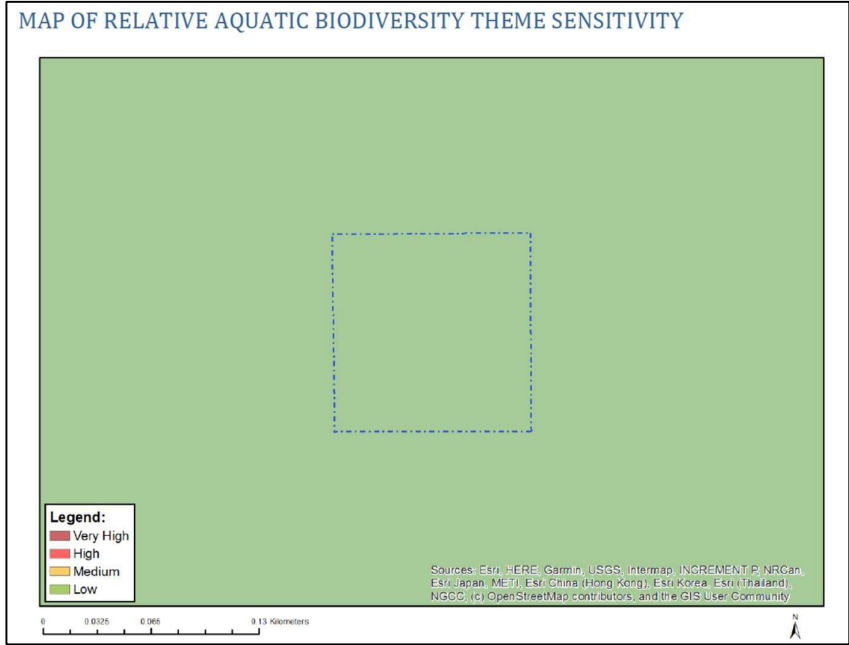 MAP OF RELATIVE AQUATIC BIODIVERSITY THEME SENSITIVITY
Legend:
Very High
High
Medium
Low
Sources: Esri, HERE, Garmin, USGS, Intermap, INCREMENT P, NRCan,
Esri Japan, METI, Esri China (Hong Kong), Esri Korea, Esri (Thailand),
NGCC, (c) OpenStreetMap contributors, and the GIS User Community
0 0.0325 0.065 0.13 Kilometers
N